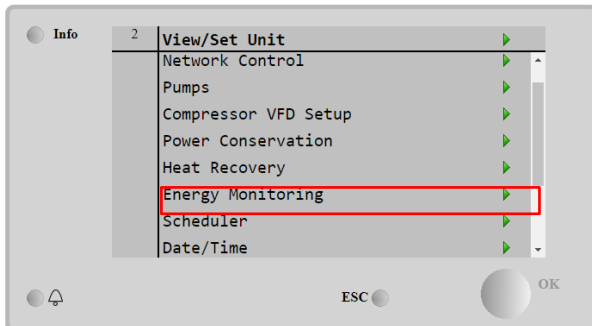 Info
2
View/Set Unit
Network Control
Pumps
Compressor VFD Setup
Power Conservation
Heat Recovery
Energy Monitoring
Scheduler
Date/Time
ESC
OK